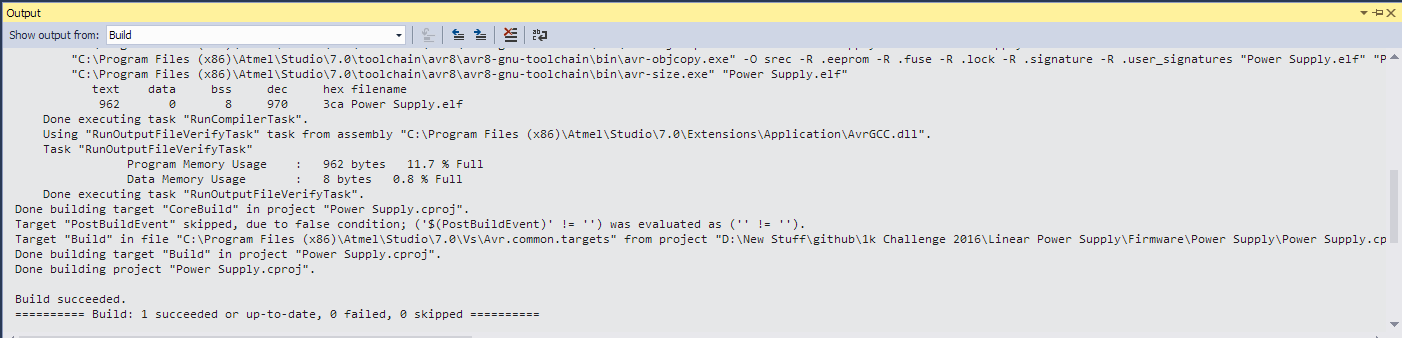 Output
Show output from: Build
"C:\Program Files (x86)\Atmel\Studio\7.0\toolchain\avr8\avr8-gnu-toolchain\bin\avr-objcopy.exe" -O srec -R .eeprom -R .fuse -R .lock -R .signature -R .user_signatures "Power Supply.elf" "P
"C:\Program Files (x86)\Atmel\Studio\7.0\toolchain\avr8\avr8-gnu-toolchain\bin\avr-size.exe" "Power Supply.elf"
text data bss dec hex filename
962 0 8 970 3ca Power Supply.elf
Done executing task "RunCompilerTask".
Using "RunOutputFileVerifyTask" task from assembly "C:\Program Files (x86)\Atmel\Studio\7.0\Extensions\Application\AvrGCC.dll".
Task "RunOutputFileVerifyTask"
Program Memory Usage : 962 bytes 11.7 % Full
Data Memory Usage : 8 bytes 0.8 % Full
Done executing task "RunOutputFileVerifyTask".
Done building target "CoreBuild" in project "Power Supply.cproj".
Target "PostBuildEvent" skipped, due to false condition; ('$(PostBuildEvent)' != '') was evaluated as ('' != '').
Target "Build" in file "C:\Program Files (x86)\Atmel\Studio\7.0\Vs\Avr.common.targets" from project "D:\New Stuff\github\1k Challenge 2016\Linear Power Supply\Firmware\Power Supply\Power Supply.cp
Done building target "Build" in project "Power Supply.cproj".
Done building project "Power Supply.cproj".
Build succeeded.
========== Build: 1 succeeded or up-to-date, 0 failed, 0 skipped ==========